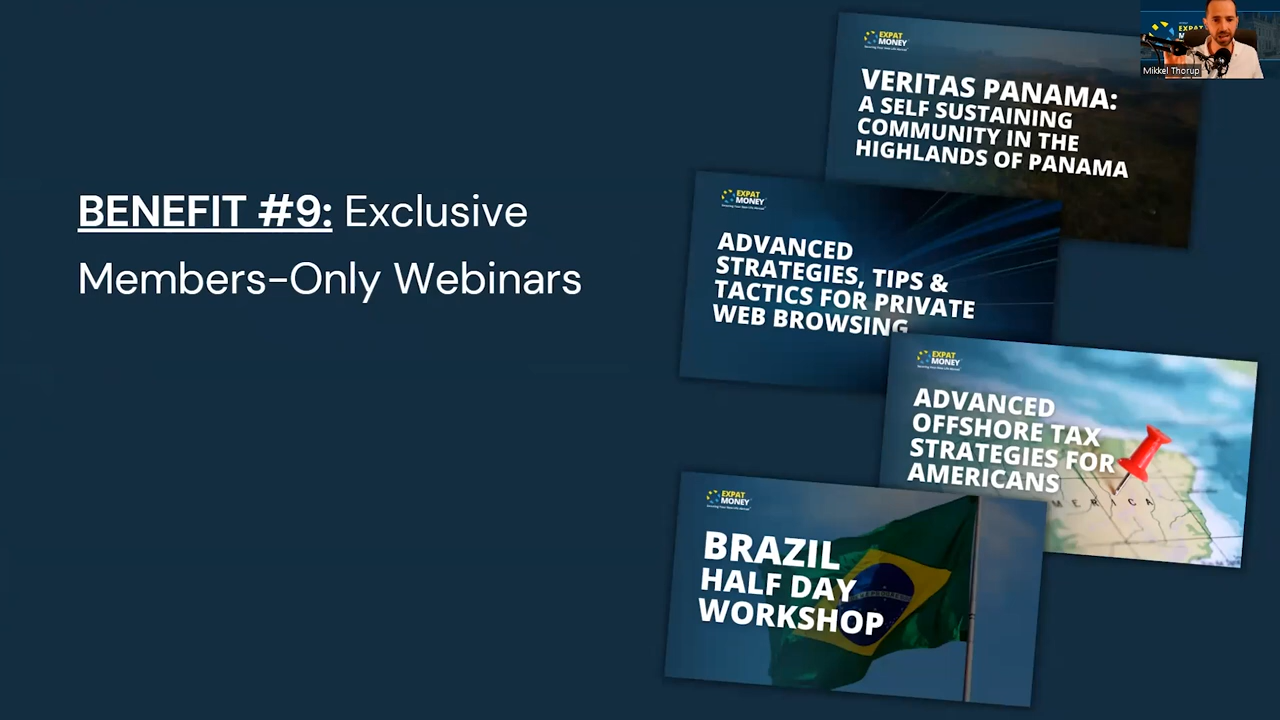 BENEFIT #9: Exclusive
Members-Only Webinars
EXPAT
MONEY
VERITAS PANAMA:
A SELF SUSTAINING
COMMUNITY IN THE
HIGHLANDS OF PANAMA
EXPAT
MONEY
ADVANCED
STRATEGIES, TIPS &
TACTICS FOR PRIVATE
WEB BROWSING
EXPAT
MONEY
ADVANCED
OFFSHORE TAX
STRATEGIES FOR
AMERICANS
MERICA
EXPAT
MONEY
BRAZIL
HALF DAY
WORKSHOP
EXPAT
Mikkel Thorup